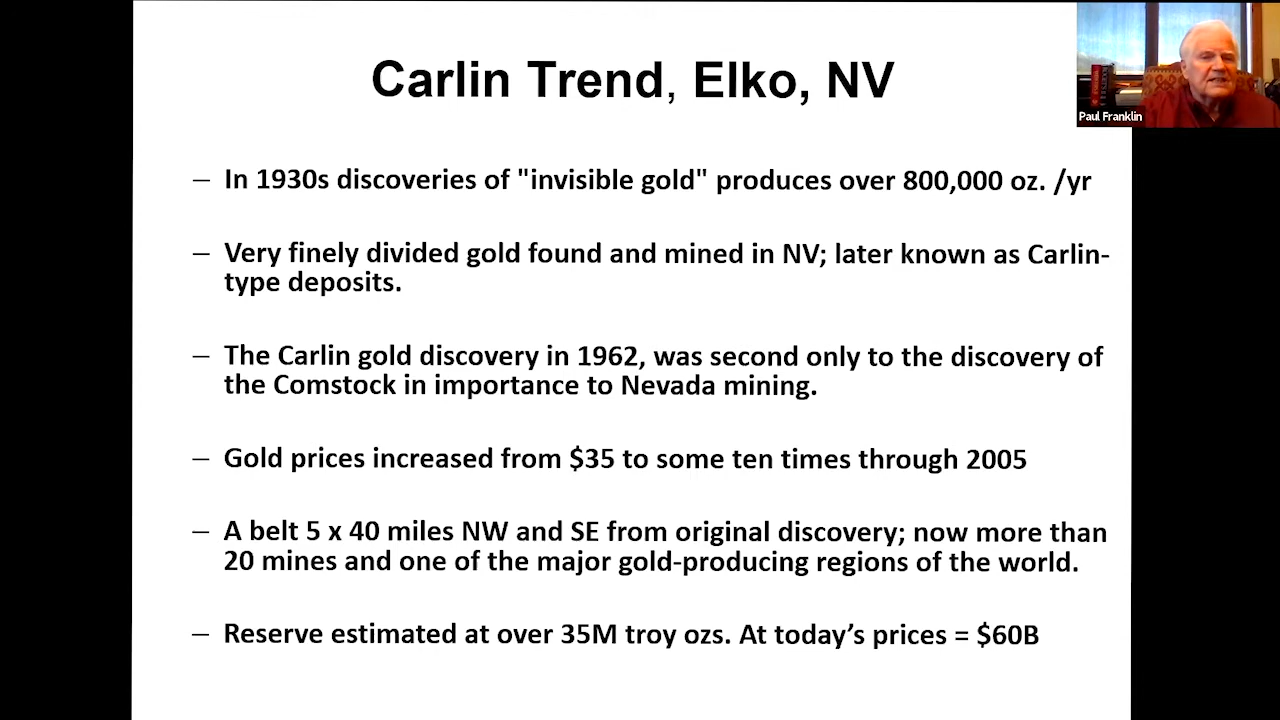 Carlin Trend, Elko, NV
Paul Franklin
– In 1930s discoveries of "invisible gold" produces over 800,000 oz. /yr
– Very finely divided gold found and mined in NV; later known as Carlin-
type deposits.
– The Carlin gold discovery in 1962, was second only to the discovery of
the Comstock in importance to Nevada mining.
– Gold prices increased from $35 to some ten times through 2005
– A belt 5 x 40 miles NW and SE from original discovery; now more than
20 mines and one of the major gold-producing regions of the world.
– Reserve estimated at over 35M troy ozs. At today’s prices = $60B